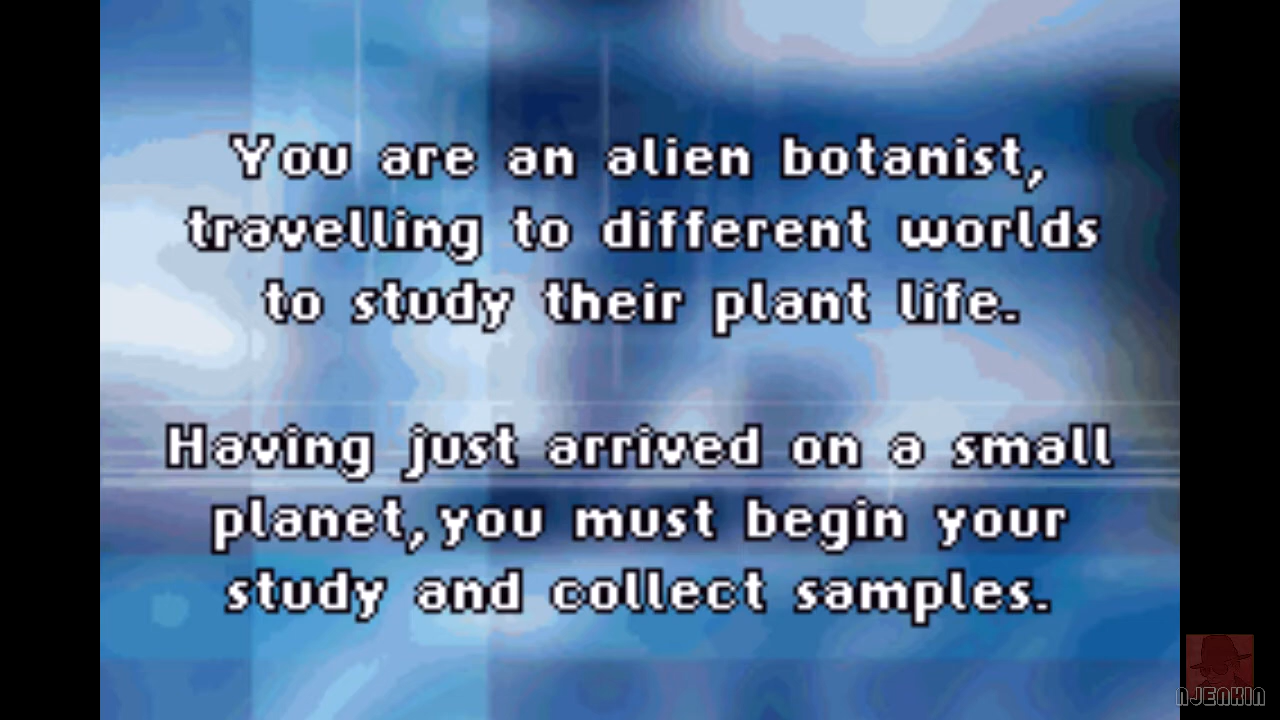 You are an alien botanist,
travelling to different worlds
to study their plant life.
Having just arrived on a small
planet,you must begin your
study and collect samples.
NJENKIN